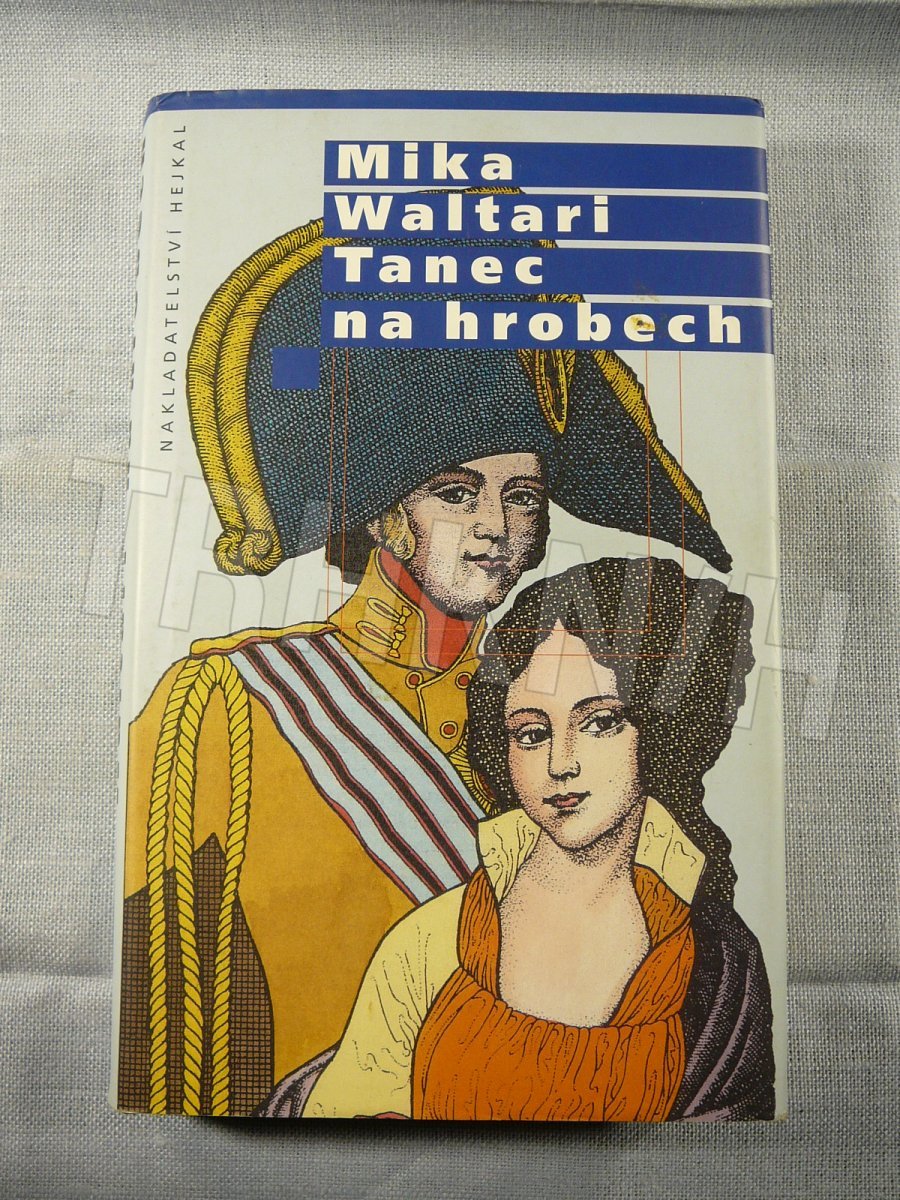 NAKLADATELSTVÍ HEJKAL
Mika
Waltari
Tanec
na hrobech